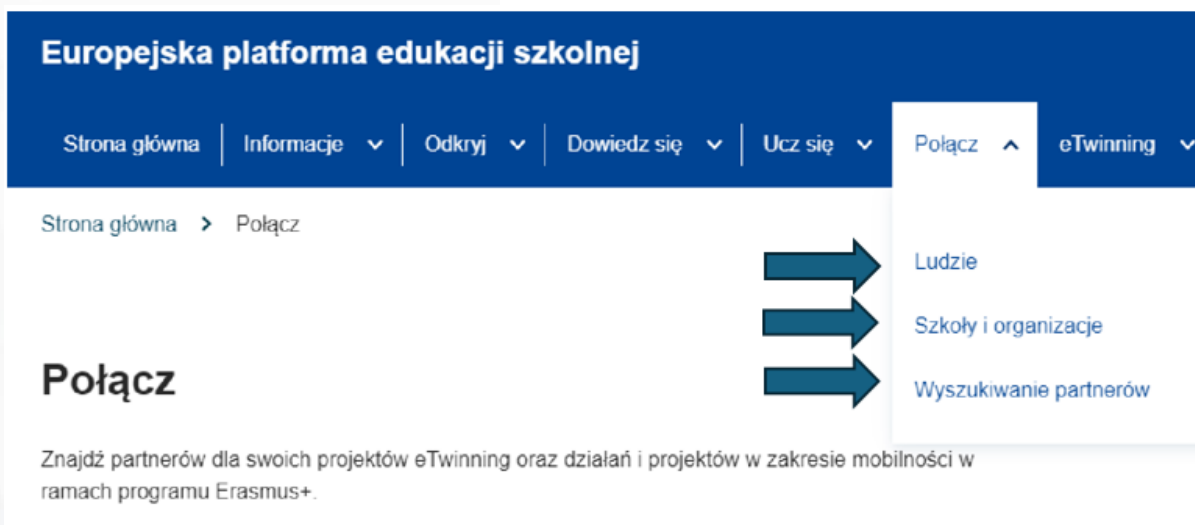 Europejska platforma edukacji szkolnej
Strona główna Informacje Odkryj Dowiedz się Ucz się Połącz eTwinning
Strona główna > Połącz
Ludzie
Szkoły i organizacje
Wyszukiwanie partnerów
Połącz
Znajdź partnerów dla swoich projektów eTwinning oraz działań i projektów w zakresie mobilności w
ramach programu Erasmus+.